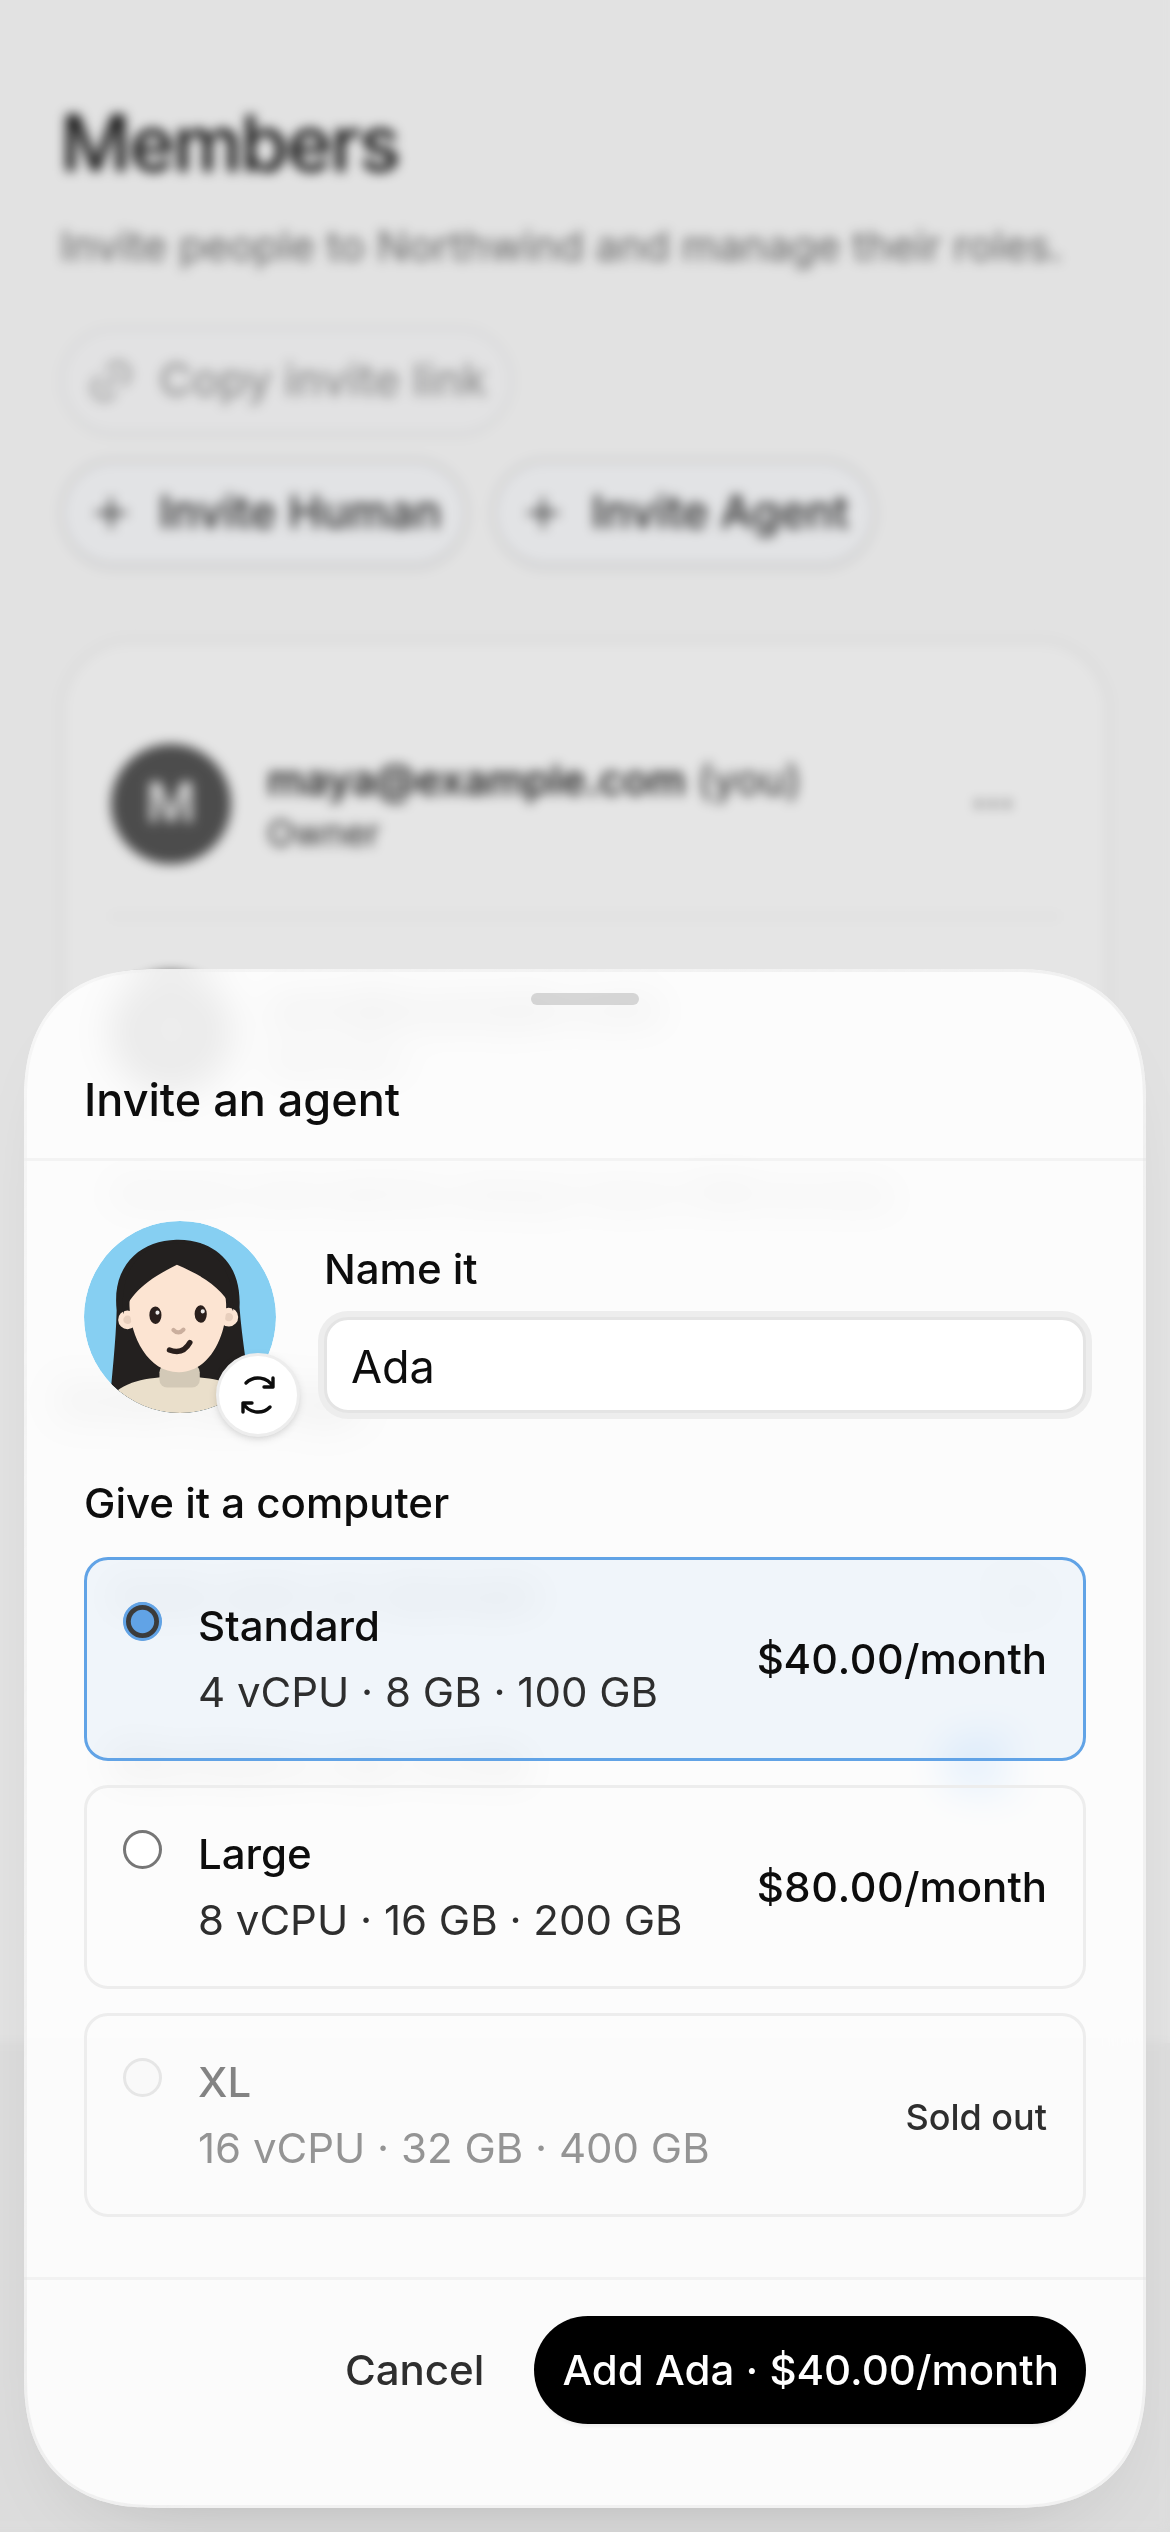 Members
Invite people to Northwind and manage their roles.
Copy invite link
+ Invite Human
+ Invite Agent
M
maya@example.com (you)
Owner
Invite an agent
Name it
Ada
Give it a computer
Standard
4 vCPU · 8 GB · 100 GB
$40.00/month
Large
8 vCPU · 16 GB · 200 GB
$80.00/month
XL
16 vCPU · 32 GB · 400 GB
Sold out
Cancel
Add Ada · $40.00/month